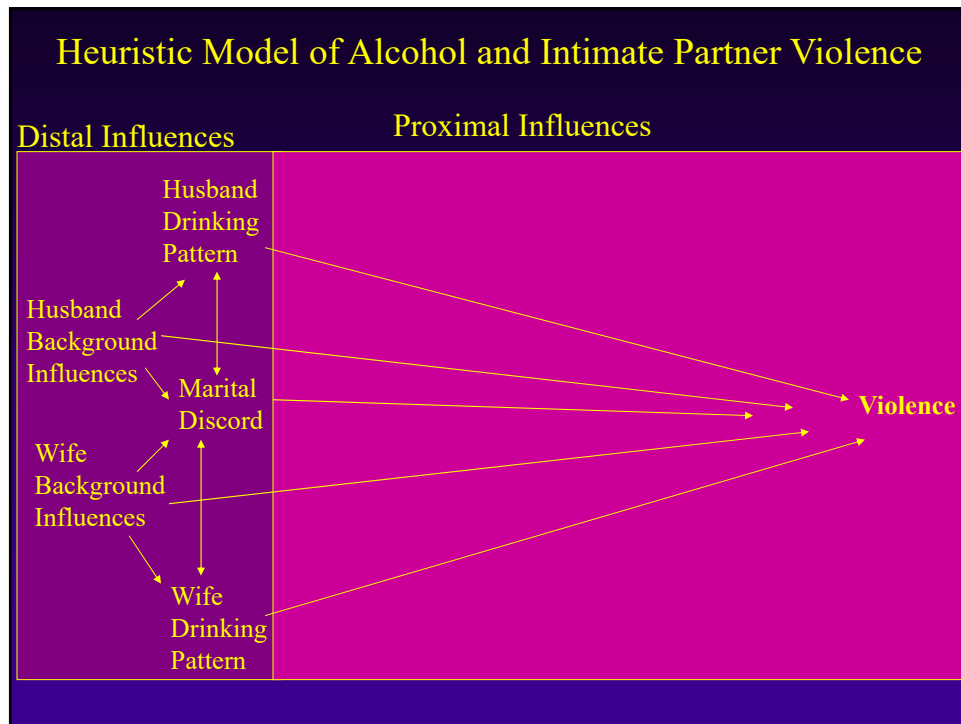 Heuristic Model of Alcohol and Intimate Partner Violence
Distal Influences
Proximal Influences
Husband
Drinking
Pattern
Husband
Background
Influences
Marital
Discord
Violence
Wife
Background
Influences
Wife
Drinking
Pattern